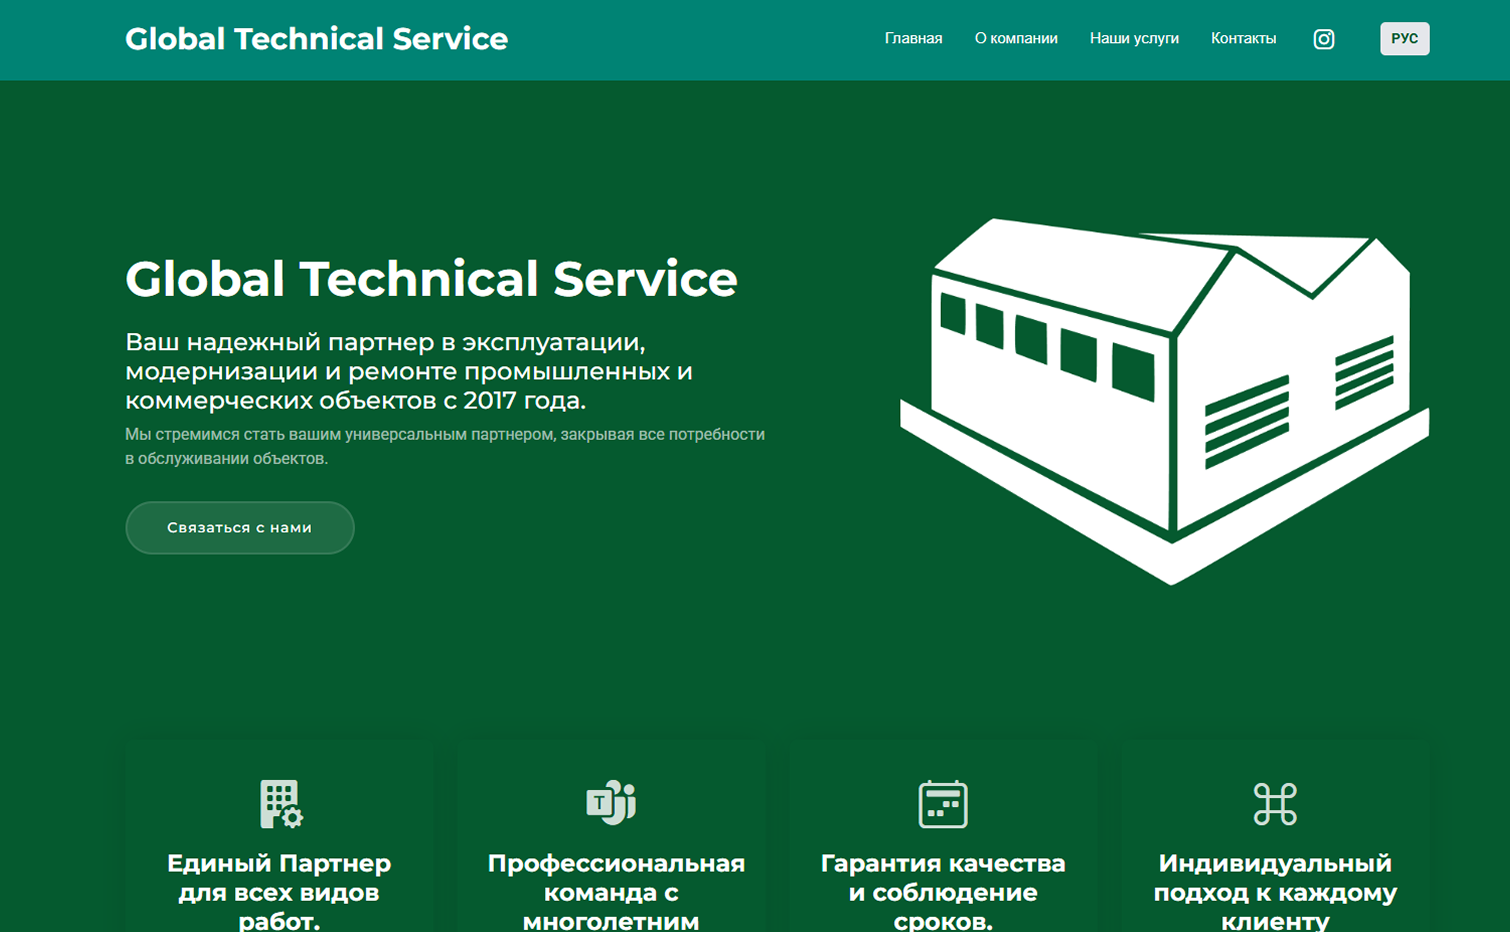 Global Technical Service
Главная
О компании
Наши услуги
Контакты
РУС
Global Technical Service
Ваш надежный партнер в эксплуатации,
модернизации и ремонте промышленных и
коммерческих объектов с 2017 года.
Мы стремимся стать вашим универсальным партнером, закрывая все потребности
в обслуживании объектов.
Связаться с нами
T
Единый Партнер
для всех видов
работ.
Профессиональная
команда с
многолетним
Гарантия качества
и соблюдение
сроков.
Индивидуальный
подход к каждому
клиенту